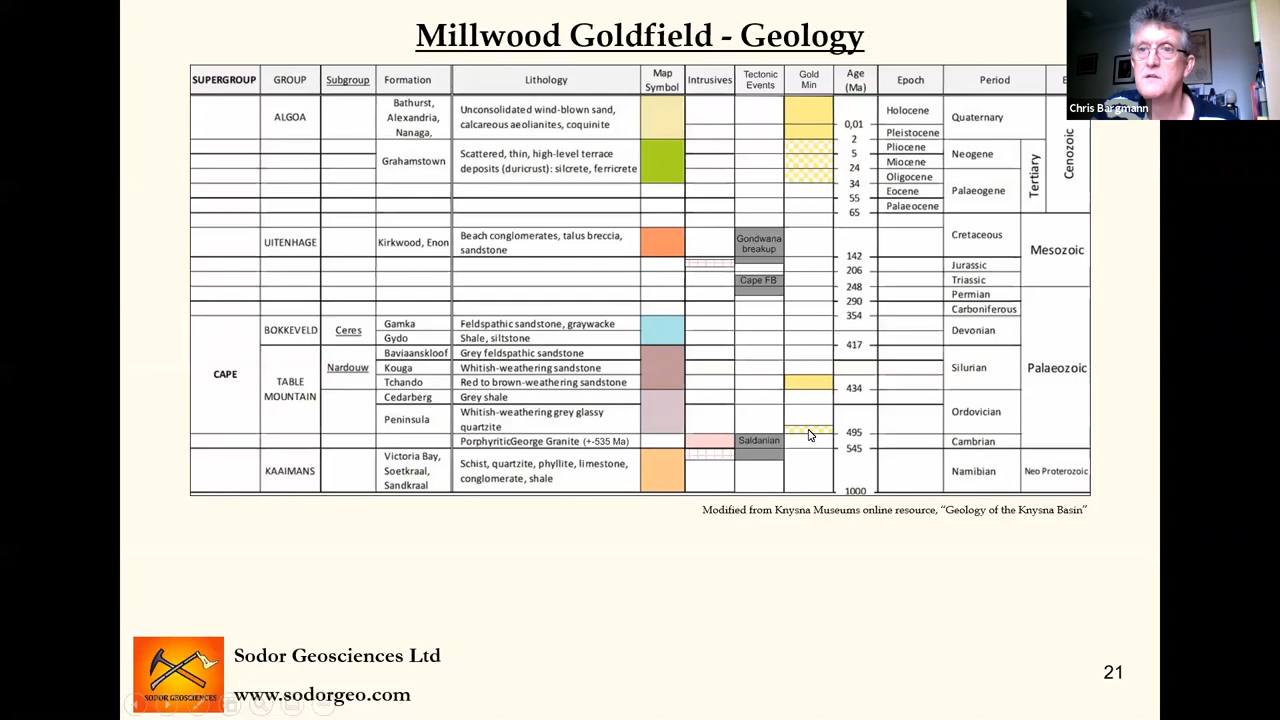 Millwood Goldfield - Geology
Chris Bargmann
SUPERGROUP GROUP Subgroup Formation Lithology Map Symbol Intrusives Tectonic Events Gold Min Age (Ma) Epoch Period
ALGOA
Bathurst,
Alexandria,
Nanaga,
Unconsolidated wind-blown sand,
calcareous aeolianites, coquinite
Holocene
Quaternary
0,01
Pleistocene
2
Grahamstown
Scattered, thin, high-level terrace
deposits (duricrust): silcrete, ferricrete
Pliocene
5
Miocene
Neogene
24
Oligocene
34
Eocene
Palaeogene
55
Palaeocene
65
Tertiary
Cenozoic
UITENHAGE
Kirkwood, Enon
Beach conglomerates, talus breccia,
sandstone
Gondwana
breakup
Cretaceous
142
Jurassic
206
Mesozoic
Cape FB
Triassic
248
Permian
290
Carboniferous
354
CAPE
BOKKEVELD
Ceres
Gamka
Feldspathic sandstone, graywacke
Gydo
Shale, siltstone
Devonian
417
TABLE
MOUNTAIN
Nardouw
Baviaanskloof
Grey feldspathic sandstone
Kouga
Whitish-weathering sandstone
Silurian
Tchando
Red to brown-weathering sandstone
434
Cedarberg
Grey shale
Peninsula
Whitish-weathering grey glassy
quartzite
Ordovician
495
Palaeozoic
PorphyriticGeorge Granite (+-535 Ma)
Saldanian
Cambrian
545
KAAIMANS
Victoria Bay,
Soetkraal,
Sandkraal
Schist, quartzite, phyllite, limestone,
conglomerate, shale
Namibian
Neo Proterozoic
1000
Modified from Knysna Museums online resource, "Geology of the Knysna Basin"
SODOR GEOSCIENCES
Sodor Geosciences Ltd
www.sodorgeo.com
21